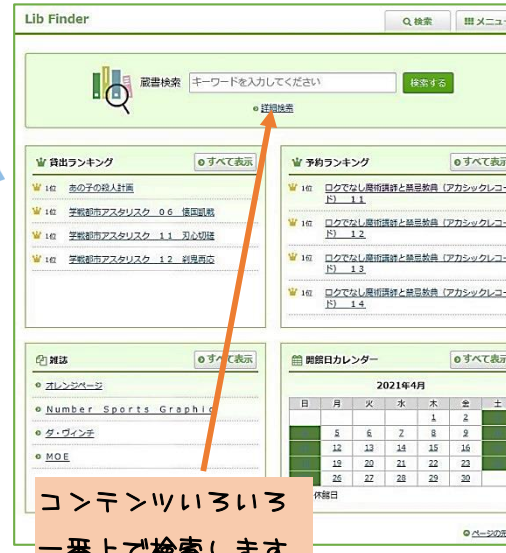 Lib Finder
検索
メニュー
蔵書検索 キーワードを入力してください 検索する
詳細検索
貸出ランキング すべて表示
1位 あの子の殺人計画
1位 学戦都市アスタリスク 06 懐国凱戦
1位 学戦都市アスタリスク 11 刃心切磋
1位 学戦都市アスタリスク 12 剣鬼再応
予約ランキング すべて表示
1位 ロクでなし魔術講師と禁忌教典 (アカシックレコー
ド) 11
1位 ロクでなし魔術講師と禁忌教典 (アカシックレコー
ド) 12
1位 ロクでなし魔術講師と禁忌教典 (アカシックレコー
ド) 13
1位 ロクでなし魔術講師と禁忌教典 (アカシックレコー
ド) 14
雑誌 すべて表示
オレンジページ
Number Sports Graphic
ダ・ヴィンチ
MOE
開館日カレンダー すべて表示
2021年4月
日 月 火 水 木 金 土
1 2
5 6 7 8 9
12 13 14 15 16
19 20 21 22 23
26 27 28 29 30
休館日
ページの先
コンテンツいろいろ
一番上で検索します